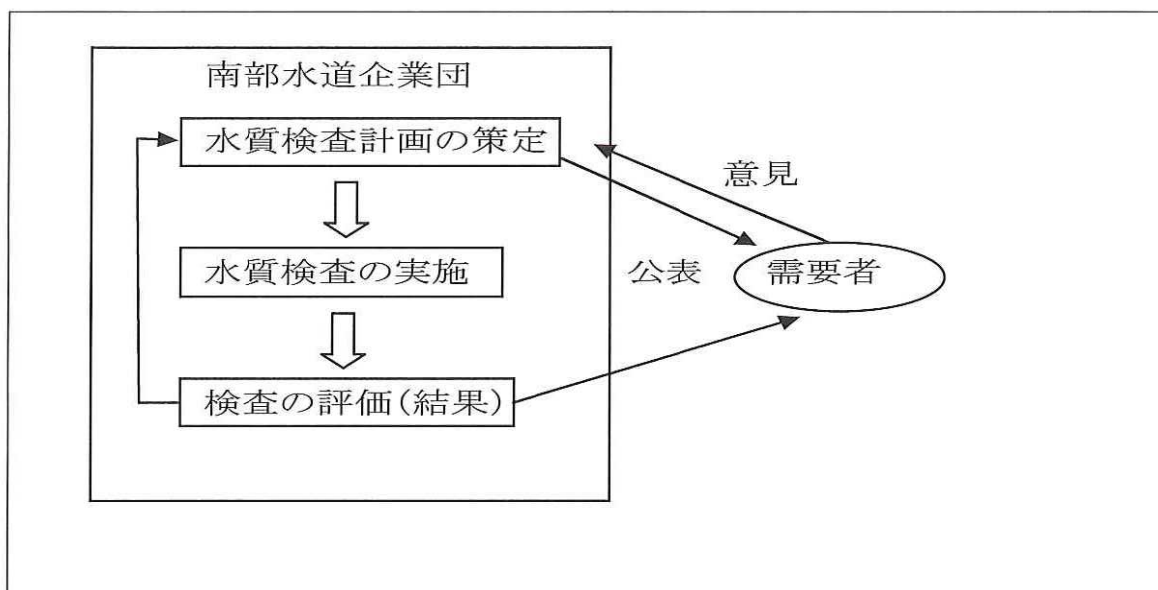 南部水道企業団
水質検査計画の策定
意見
水質検査の実施
公表
需要者
検査の評価(結果)